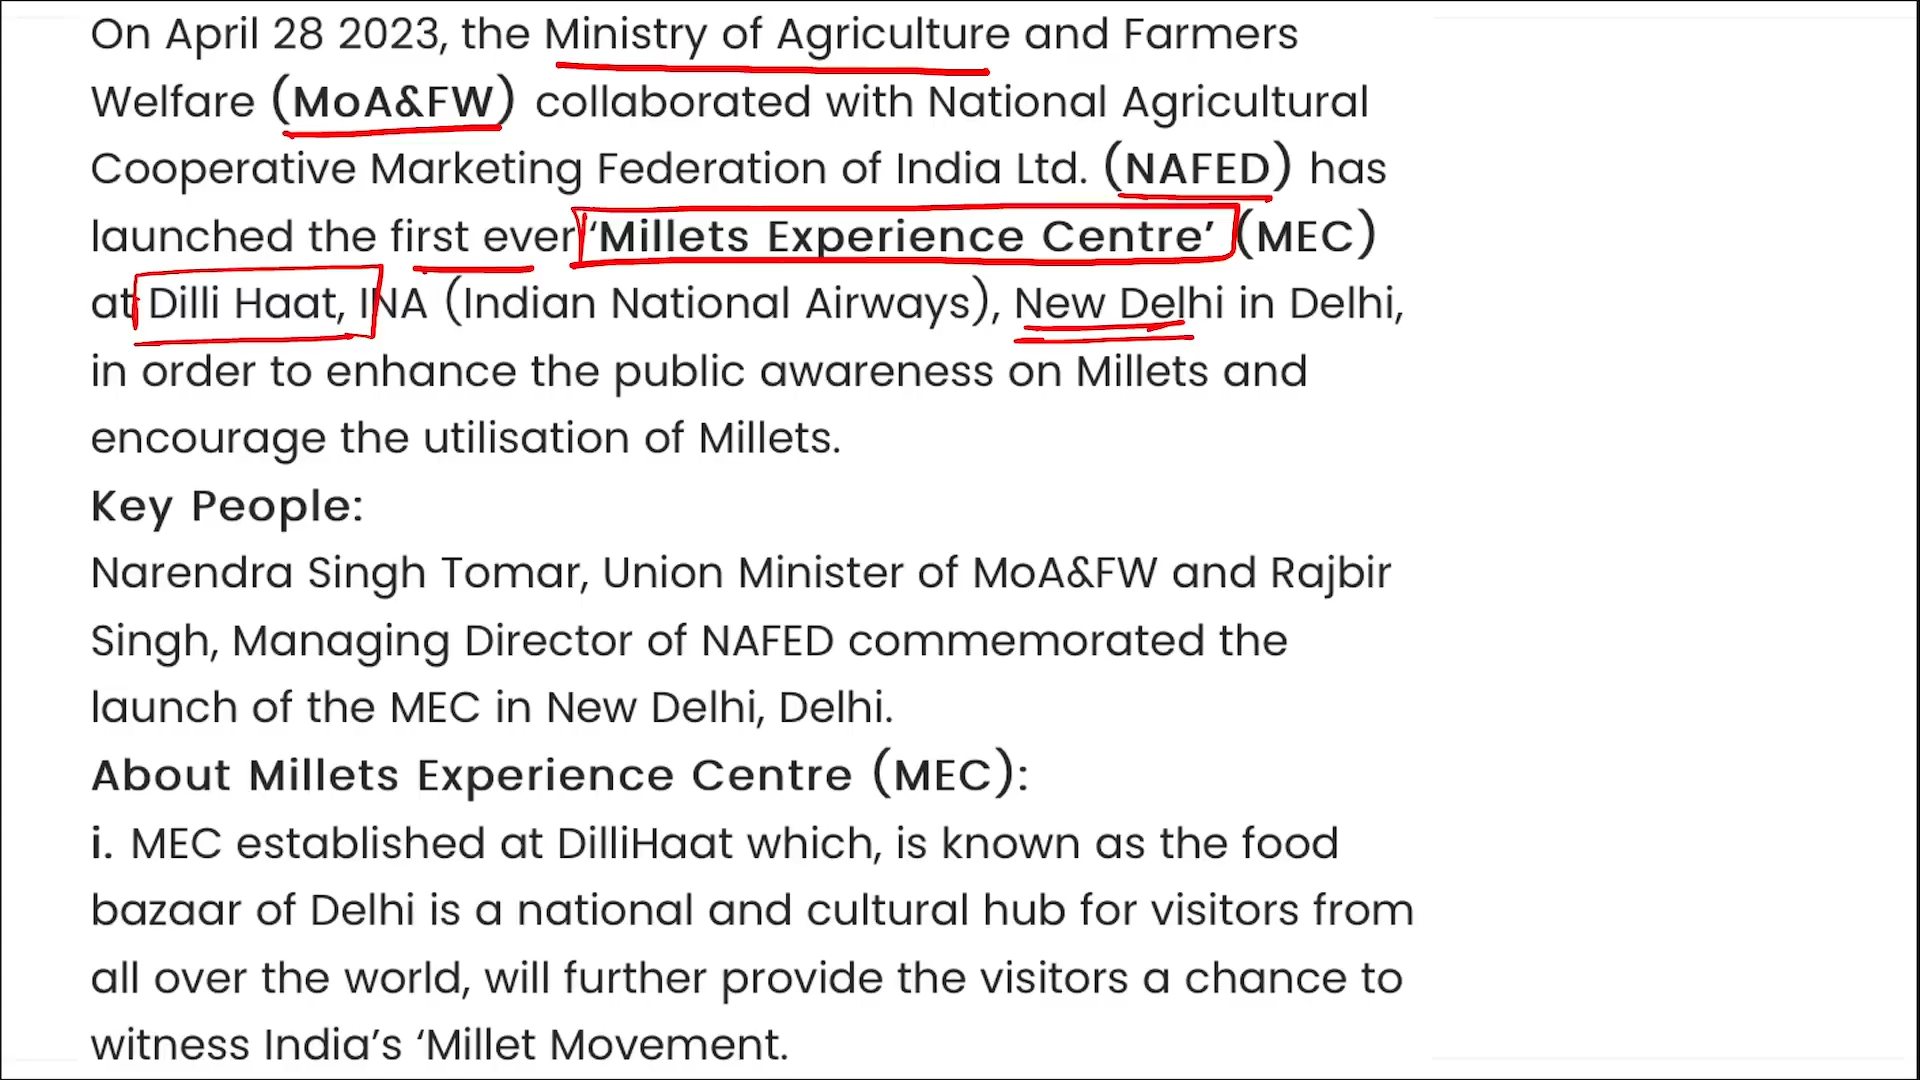 On April 28 2023, the Ministry of Agriculture and Farmers
Welfare (MoA&FW) collaborated with National Agricultural
Cooperative Marketing Federation of India Ltd. (NAFED) has
launched the first ever ‘Millets Experience Centre’ (MEC)
at Dilli Haat, INA (Indian National Airways), New Delhi in Delhi,
in order to enhance the public awareness on Millets and
encourage the utilisation of Millets.
Key People:
Narendra Singh Tomar, Union Minister of MoA&FW and Rajbir
Singh, Managing Director of NAFED commemorated the
launch of the MEC in New Delhi, Delhi.
About Millets Experience Centre (MEC):
i. MEC established at DilliHaat which, is known as the food
bazaar of Delhi is a national and cultural hub for visitors from
all over the world, will further provide the visitors a chance to
witness India’s ‘Millet Movement.